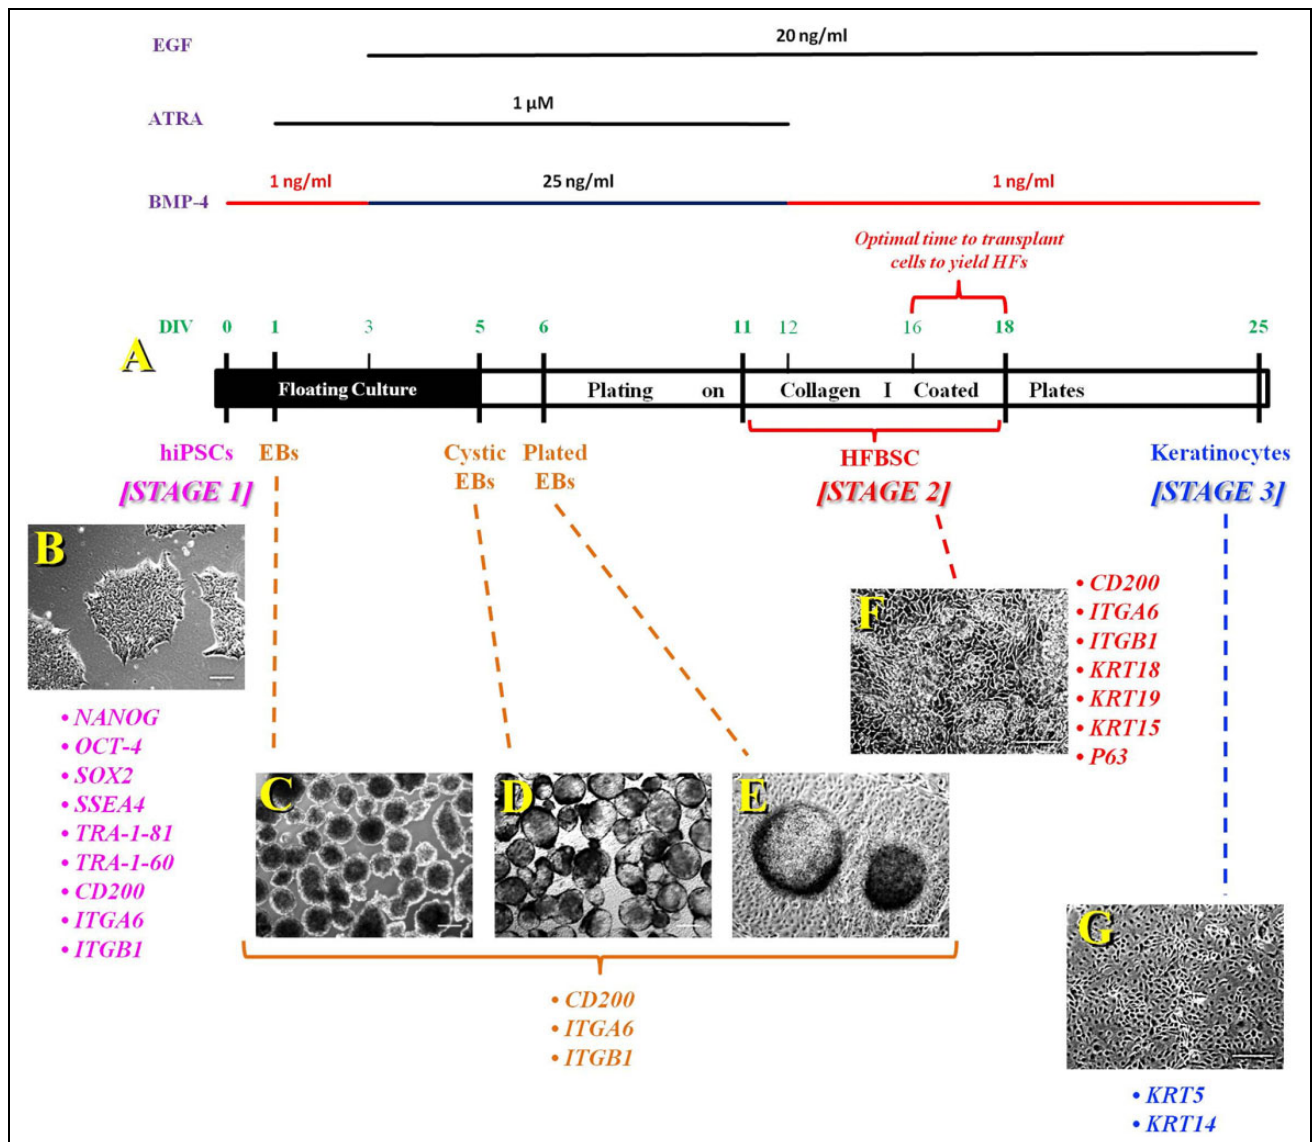 EGF
20 ng/ml
ATRA
1 µM
BMP-4
1 ng/ml
25 ng/ml
1 ng/ml
Optimal time to transplant
cells to yield HFs
DIV 0 1 3 5 6 11 12 16 18 25
A
Floating Culture Plating on Collagen I Coated Plates
hiPSCs
[STAGE 1]
EBs
Cystic
EBs
Plated
EBs
HFBSC
[STAGE 2]
Keratinocytes
[STAGE 3]
B
• NANOG
• OCT-4
• SOX2
• SSEA4
• TRA-1-81
• TRA-1-60
• CD200
• ITGA6
• ITGB1
C
D
E
• CD200
• ITGA6
• ITGB1
F
• CD200
• ITGA6
• ITGB1
• KRT18
• KRT19
• KRT15
• P63
G
• KRT5
• KRT14